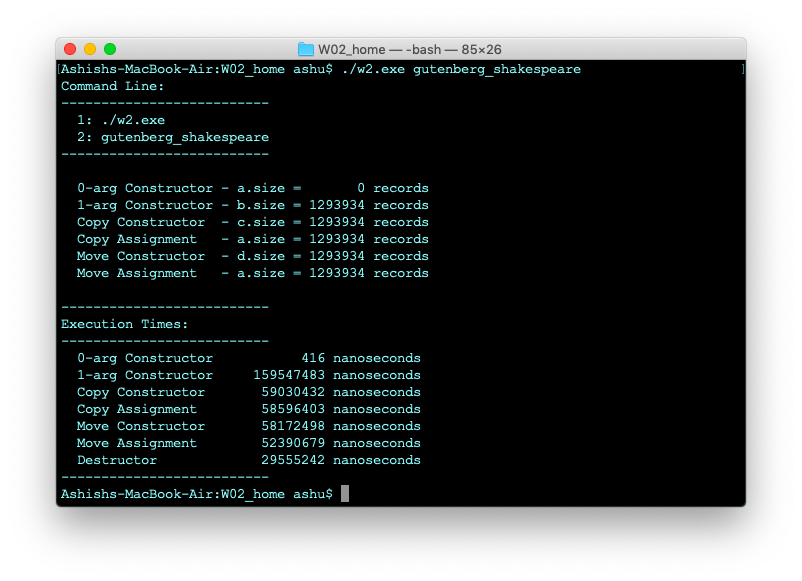 W02_home — -bash — 85×26
[Ashishs-MacBook-Air:W02_home ashu$ ./w2.exe gutenberg_shakespeare ]
Command Line:
--------------------------
  1: ./w2.exe
  2: gutenberg_shakespeare
--------------------------

  0-arg Constructor - a.size =       0 records
  1-arg Constructor - b.size = 1293934 records
  Copy Constructor  - c.size = 1293934 records
  Copy Assignment   - a.size = 1293934 records
  Move Constructor  - d.size = 1293934 records
  Move Assignment   - a.size = 1293934 records

--------------------------
Execution Times:
--------------------------
  0-arg Constructor           416 nanoseconds
  1-arg Constructor     159547483 nanoseconds
  Copy Constructor       59030432 nanoseconds
  Copy Assignment        58596403 nanoseconds
  Move Constructor       58172498 nanoseconds
  Move Assignment        52390679 nanoseconds
  Destructor             29555242 nanoseconds
--------------------------
Ashishs-MacBook-Air:W02_home ashu$